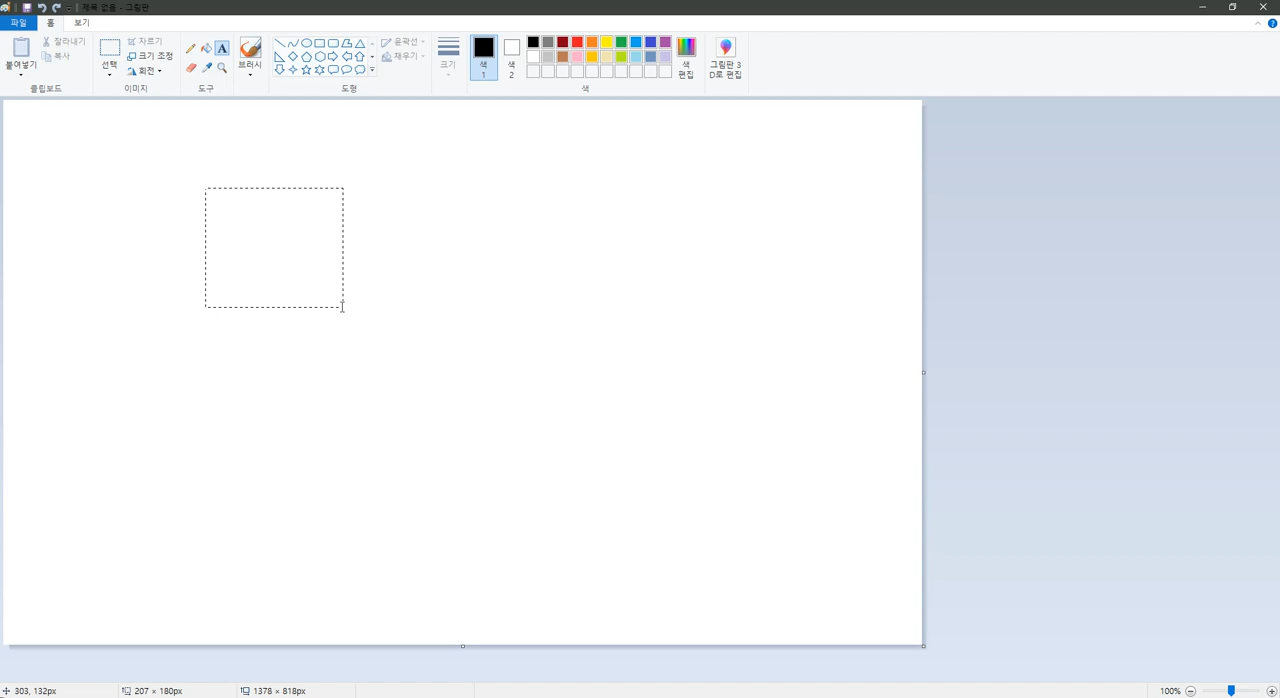 제목 없음 - 그림판
파일 홈 보기
붙여넣기
잘라내기
복사
클립보드
선택
자르기
크기 조정
회전
이미지
A
도구
브러시
도형
윤곽선
채우기
크기
색
1
색
2
색
편집
그림판 3
D로 편집
색
303, 132px
207 × 180px
1378 × 818px
100%